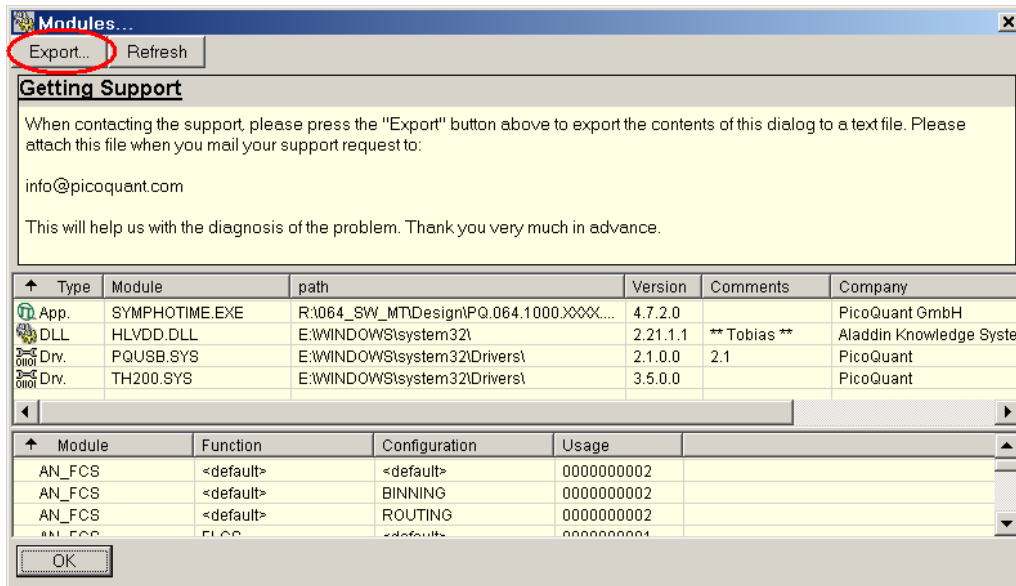 Modules...
Export... Refresh
Getting Support
When contacting the support, please press the "Export" button above to export the contents of this dialog to a text file. Please
attach this file when you mail your support request to:
info@picoquant.com
This will help us with the diagnosis of the problem. Thank you very much in advance.
Type Module path Version Comments Company
App. SYMPHOTIME.EXE R:\064_SW_MT\Design\PQ.064.1000.XXXX.... 4.7.2.0 PicoQuant GmbH
DLL HLVDD.DLL E:\WINDOWS\system32\ 2.21.1.1 ** Tobias ** Aladdin Knowledge Syste
Drv. PQUSB.SYS E:\WINDOWS\system32\Drivers\ 2.1.0.0 2.1 PicoQuant
Drv. TH200.SYS E:\WINDOWS\system32\Drivers\ 3.5.0.0 PicoQuant
Module Function Configuration Usage
AN_FCS <default> <default> 0000000002
AN_FCS <default> BINNING 0000000002
AN_FCS <default> ROUTING 0000000002
OK